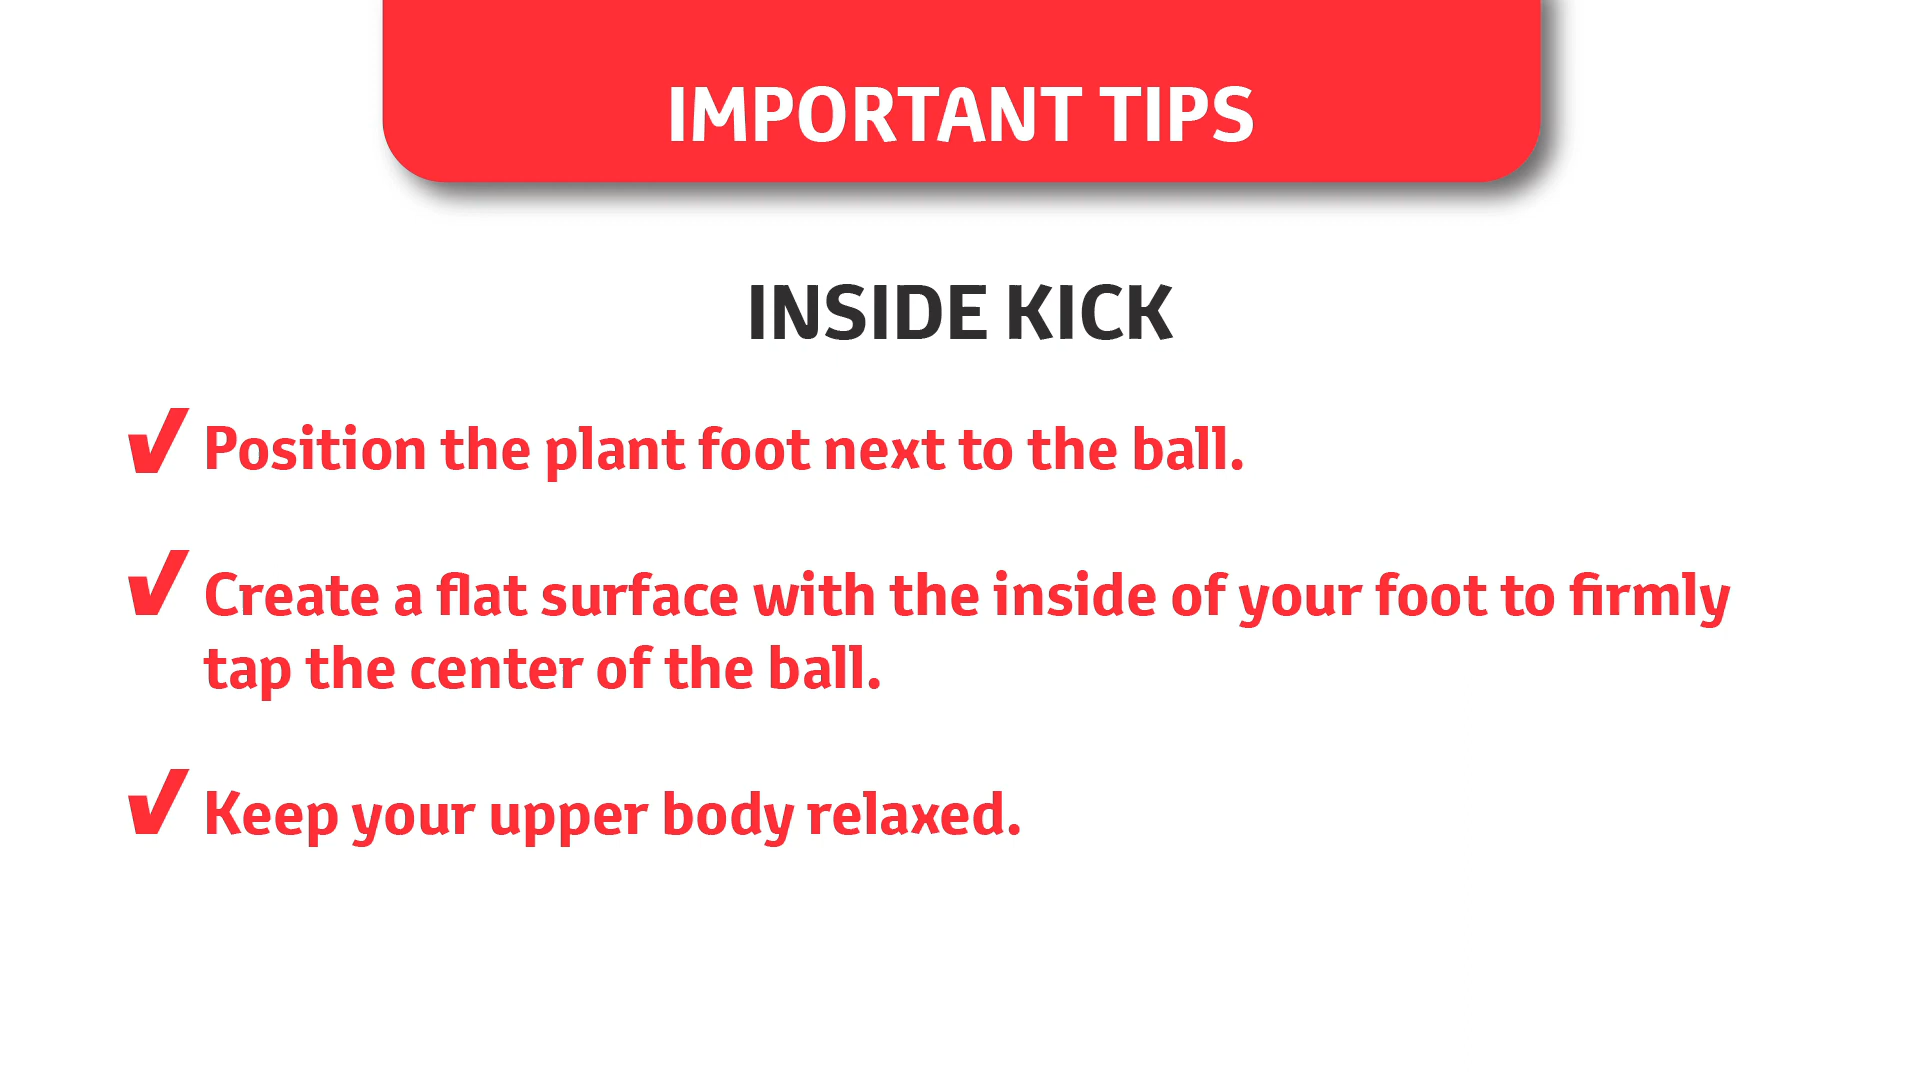 IMPORTANT TIPS
INSIDE KICK
✔ Position the plant foot next to the ball.
✔ Create a flat surface with the inside of your foot to firmly
tap the center of the ball.
✔ Keep your upper body relaxed.